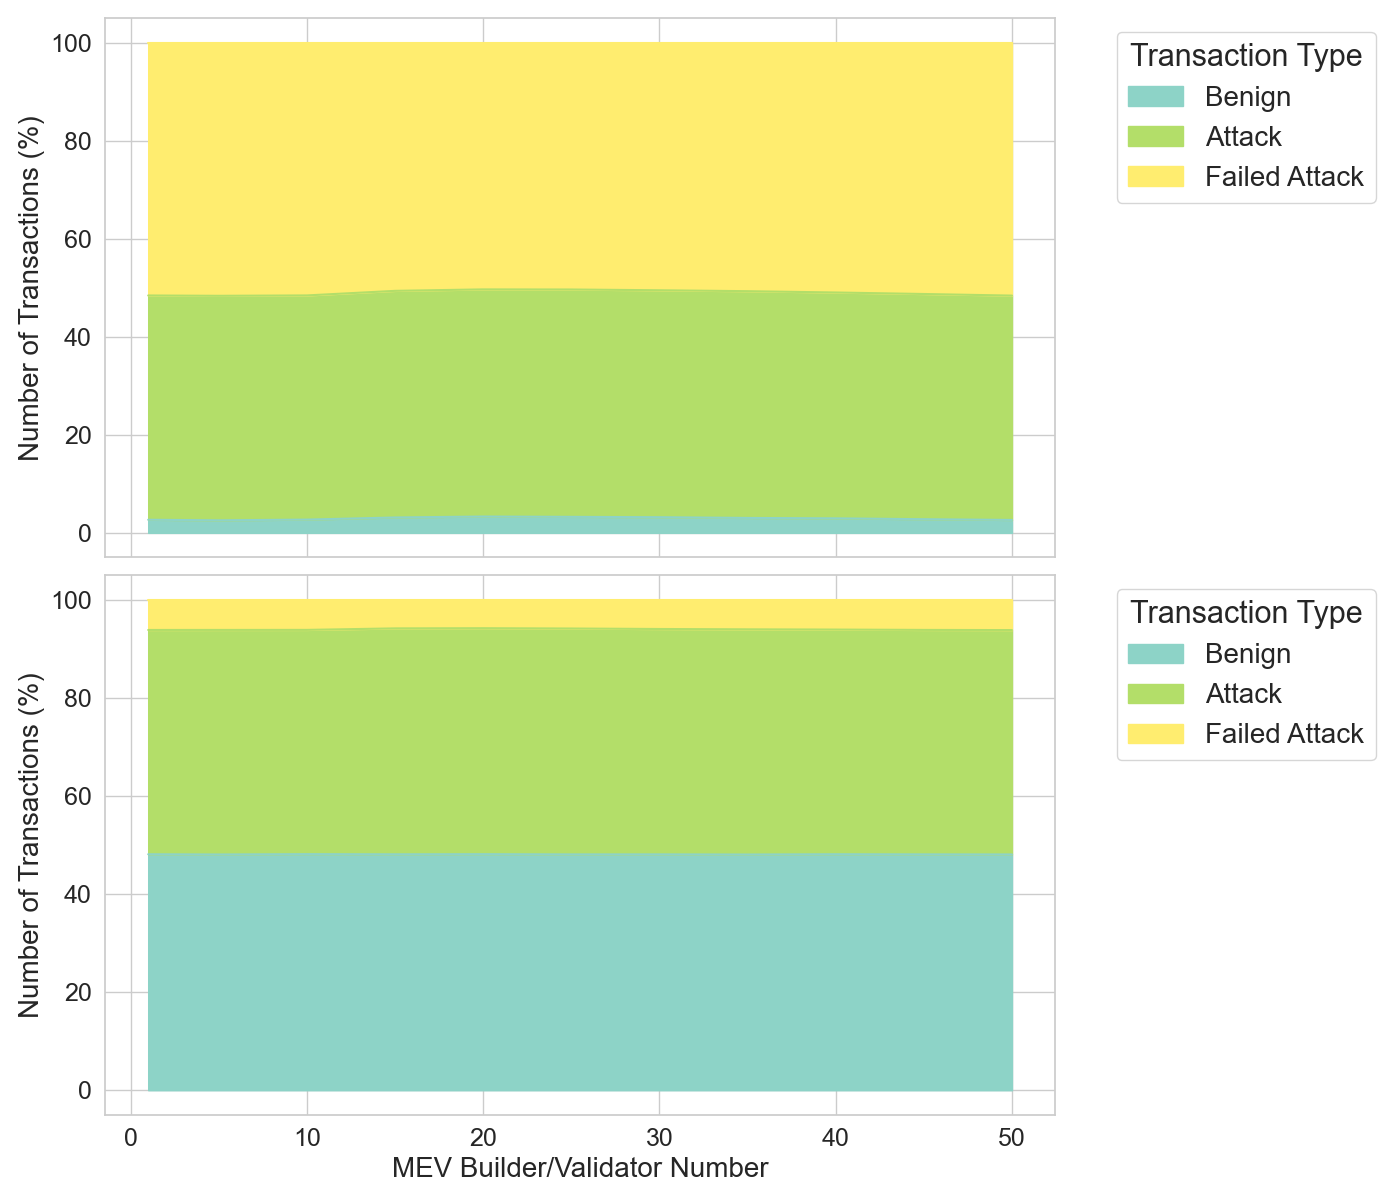 Number of Transactions (%)
100
80
60
40
20
0
Transaction Type
Benign
Attack
Failed Attack
Number of Transactions (%)
100
80
60
40
20
0
0 10 20 30 40 50
MEV Builder/Validator Number
Transaction Type
Benign
Attack
Failed Attack